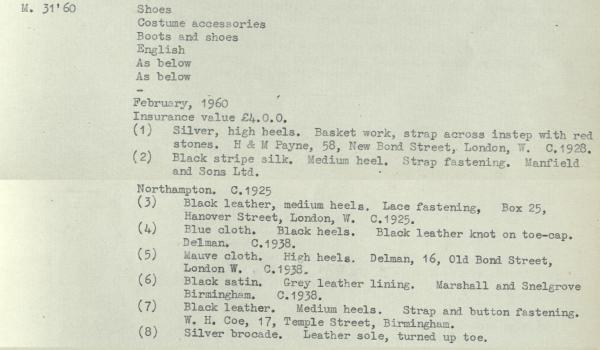 M. 31'60 Shoes
Costume accessories
Boots and shoes
English
As below
As below
-
February, 1960
Insurance value £4.0.0.
(1) Silver, high heels. Basket work, strap across instep with red
stones. H & M Payne, 58, New Bond Street, London, W. C.1928.
(2) Black stripe silk. Medium heel. Strap fastening. Manfield
and Sons Ltd.
Northampton. C.1925
(3) Black leather, medium heels. Lace fastening, Box 25,
Hanover Street, London, W. C.1925.
(4) Blue cloth. Black heels. Black leather knot on toe-cap.
Delman. C.1938.
(5) Mauve cloth. High heels. Delman, 16, Old Bond Street,
London W. C.1938.
(6) Black satin. Grey leather lining. Marshall and Snelgrove
Birmingham. C.1938.
(7) Black leather. Medium heels. Strap and button fastening.
W. H. Coe, 17, Temple Street, Birmingham.
(8) Silver brocade. Leather sole, turned up toe.